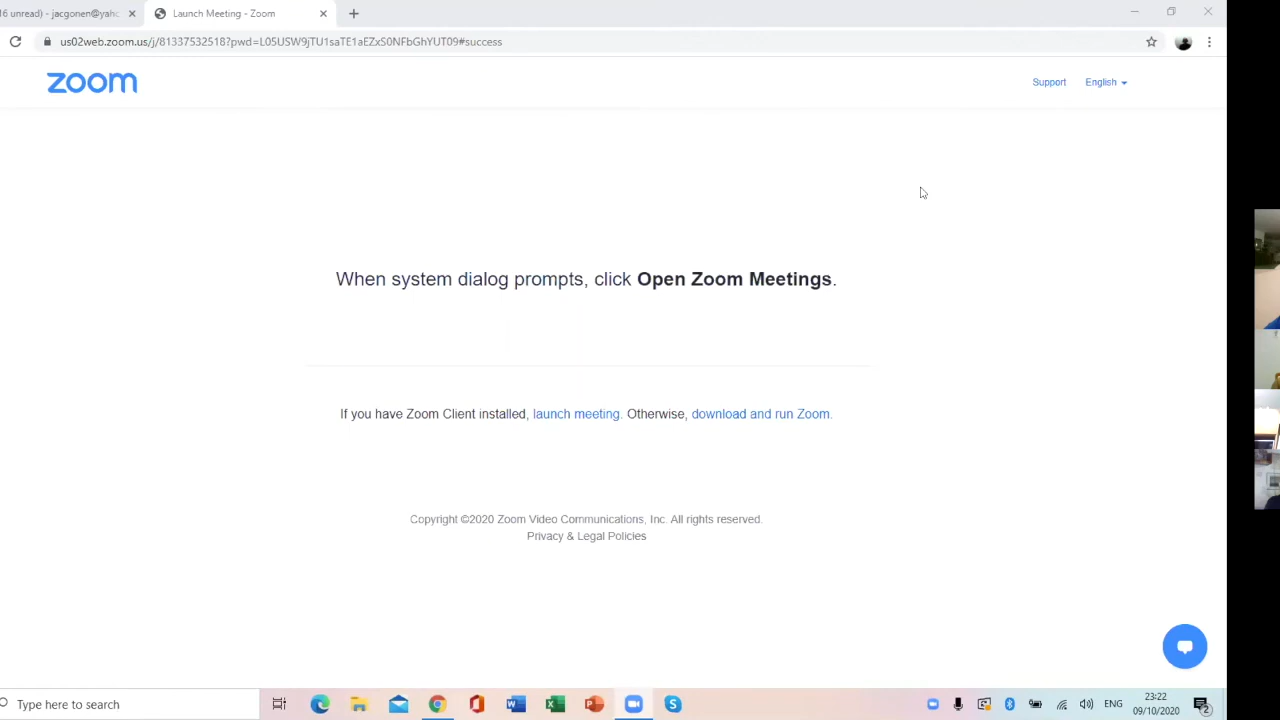 16 unread) - jacgonen@yaho
Launch Meeting - Zoom
us02web.zoom.us/j/81337532518?pwd=L05USW9jTU1saTE1aEZxS0NFbGhYUT09#success
zoom
Support
English
When system dialog prompts, click Open Zoom Meetings.
If you have Zoom Client installed, launch meeting. Otherwise, download and run Zoom.
Copyright ©2020 Zoom Video Communications, Inc. All rights reserved.
Privacy & Legal Policies
Type here to search
ENG
23:22
09/10/2020
2